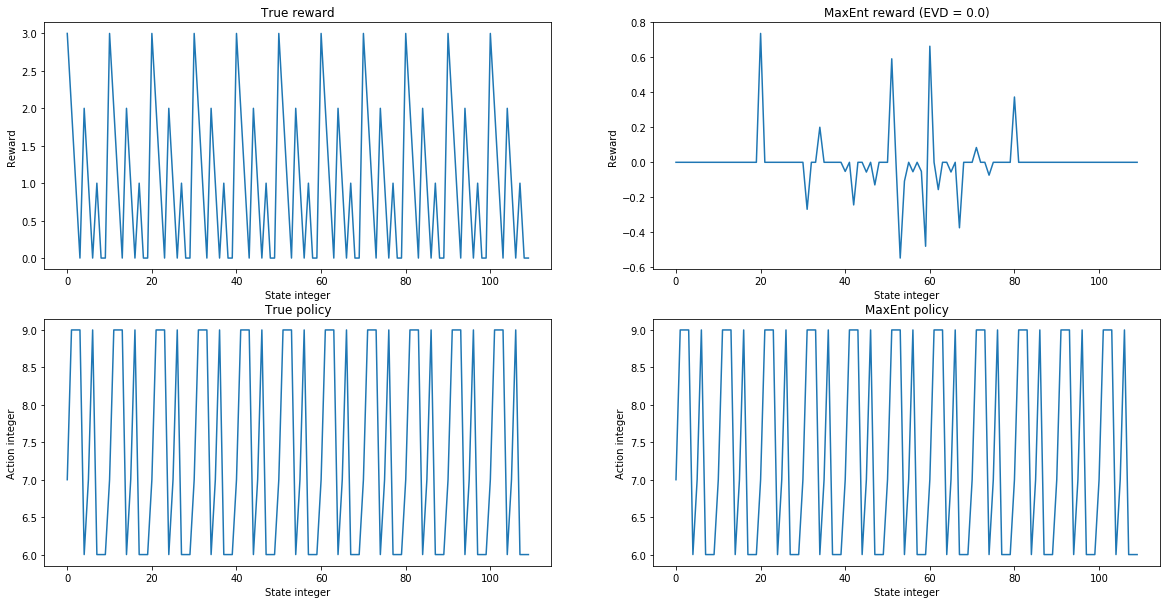 True reward
3.0
2.5
2.0
1.5
1.0
0.5
0.0
Reward
0 20 40 60 80 100
State integer
MaxEnt reward (EVD = 0.0)
0.8
0.6
0.4
0.2
0.0
−0.2
−0.4
−0.6
Reward
0 20 40 60 80 100
State integer
True policy
9.0
8.5
8.0
7.5
7.0
6.5
6.0
Action integer
0 20 40 60 80 100
State integer
MaxEnt policy
9.0
8.5
8.0
7.5
7.0
6.5
6.0
Action integer
0 20 40 60 80 100
State integer